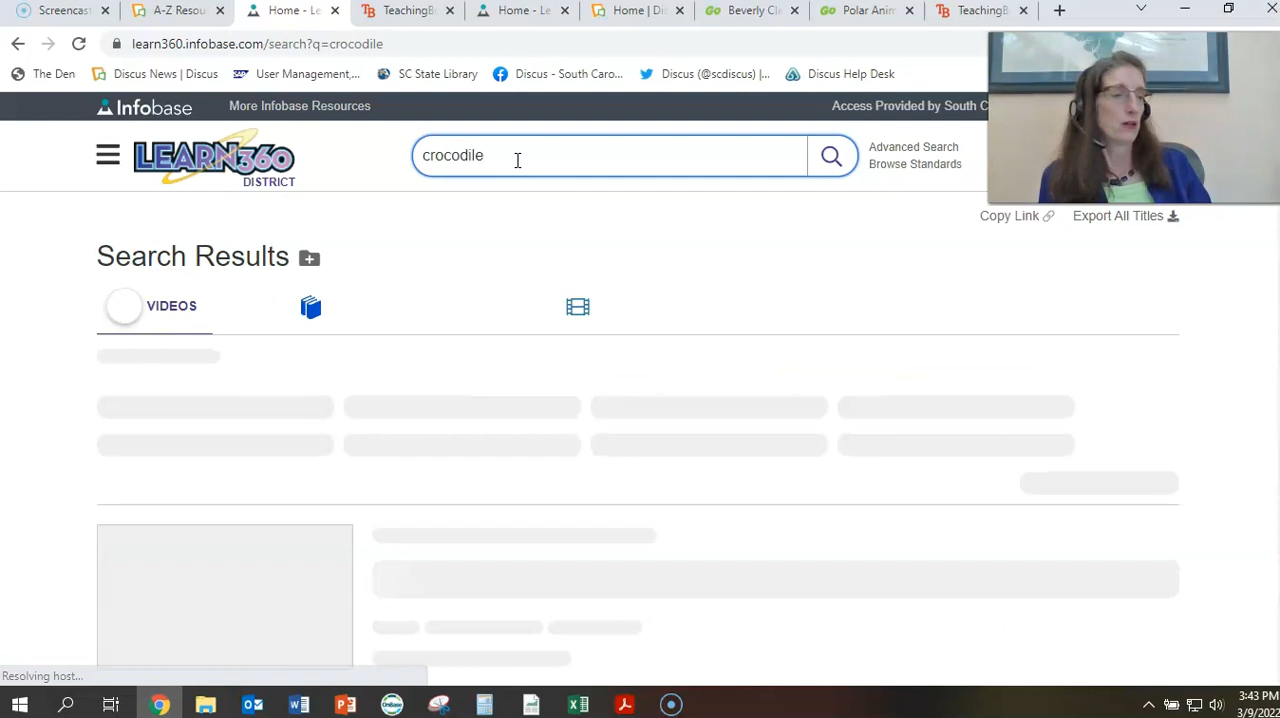 Screencast
A-Z Resou
Home - Le
TeachingB
Home - Le
Home | Dis
Beverly Cl
Polar Anim
TeachingB
learn360.infobase.com/search?q=crocodile
The Den
Discus News | Discus
User Management,...
SC State Library
Discus - South Caro...
Discus (@scdiscus) |...
Discus Help Desk
Infobase
More Infobase Resources
Access Provided by South C
LEARN360
DISTRICT
crocodile
Advanced Search
Browse Standards
Copy Link
Export All Titles
Search Results
VIDEOS
Resolving host...
3:43 PM
3/9/2022